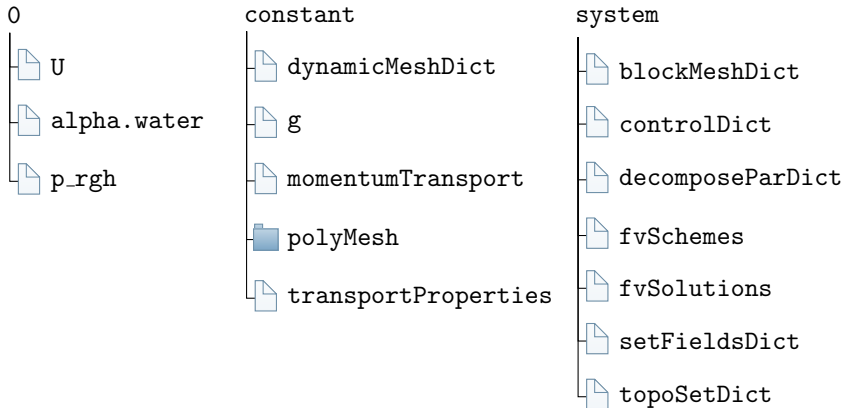 0
U
alpha.water
p_rgh
constant
dynamicMeshDict
g
momentumTransport
polyMesh
transportProperties
system
blockMeshDict
controlDict
decomposeParDict
fvSchemes
fvSolutions
setFieldsDict
topoSetDict